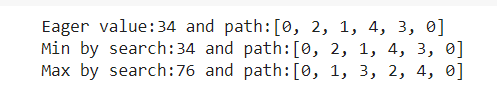 Eager value:34 and path:[0, 2, 1, 4, 3, 0]
Min by search:34 and path:[0, 2, 1, 4, 3, 0]
Max by search:76 and path:[0, 1, 3, 2, 4, 0]